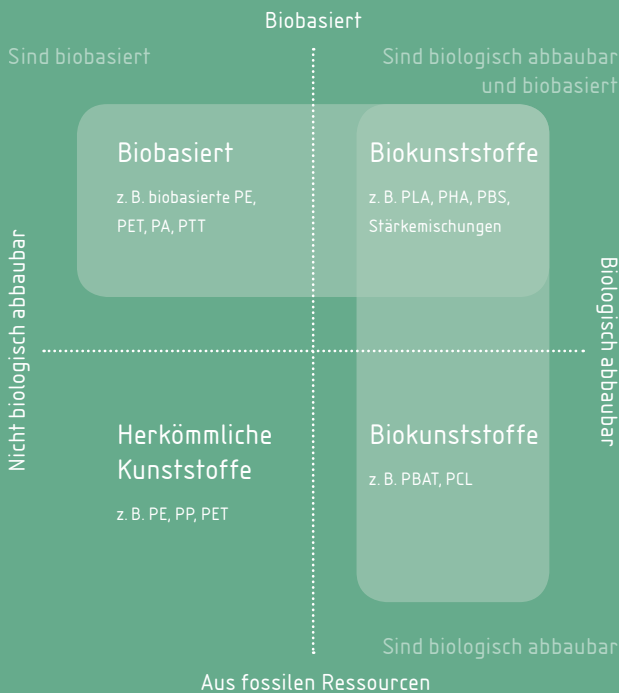 Biobasiert
Sind biobasiert
Sind biologisch abbaubar
und biobasiert
Biobasiert
z. B. biobasierte PE,
PET, PA, PTT
Biokunststoffe
z. B. PLA, PHA, PBS,
Stärkemischungen
Nicht biologisch abbaubar
Biologisch abbaubar
Herkömmliche
Kunststoffe
z. B. PE, PP, PET
Biokunststoffe
z. B. PBAT, PCL
Sind biologisch abbaubar
Aus fossilen Ressourcen